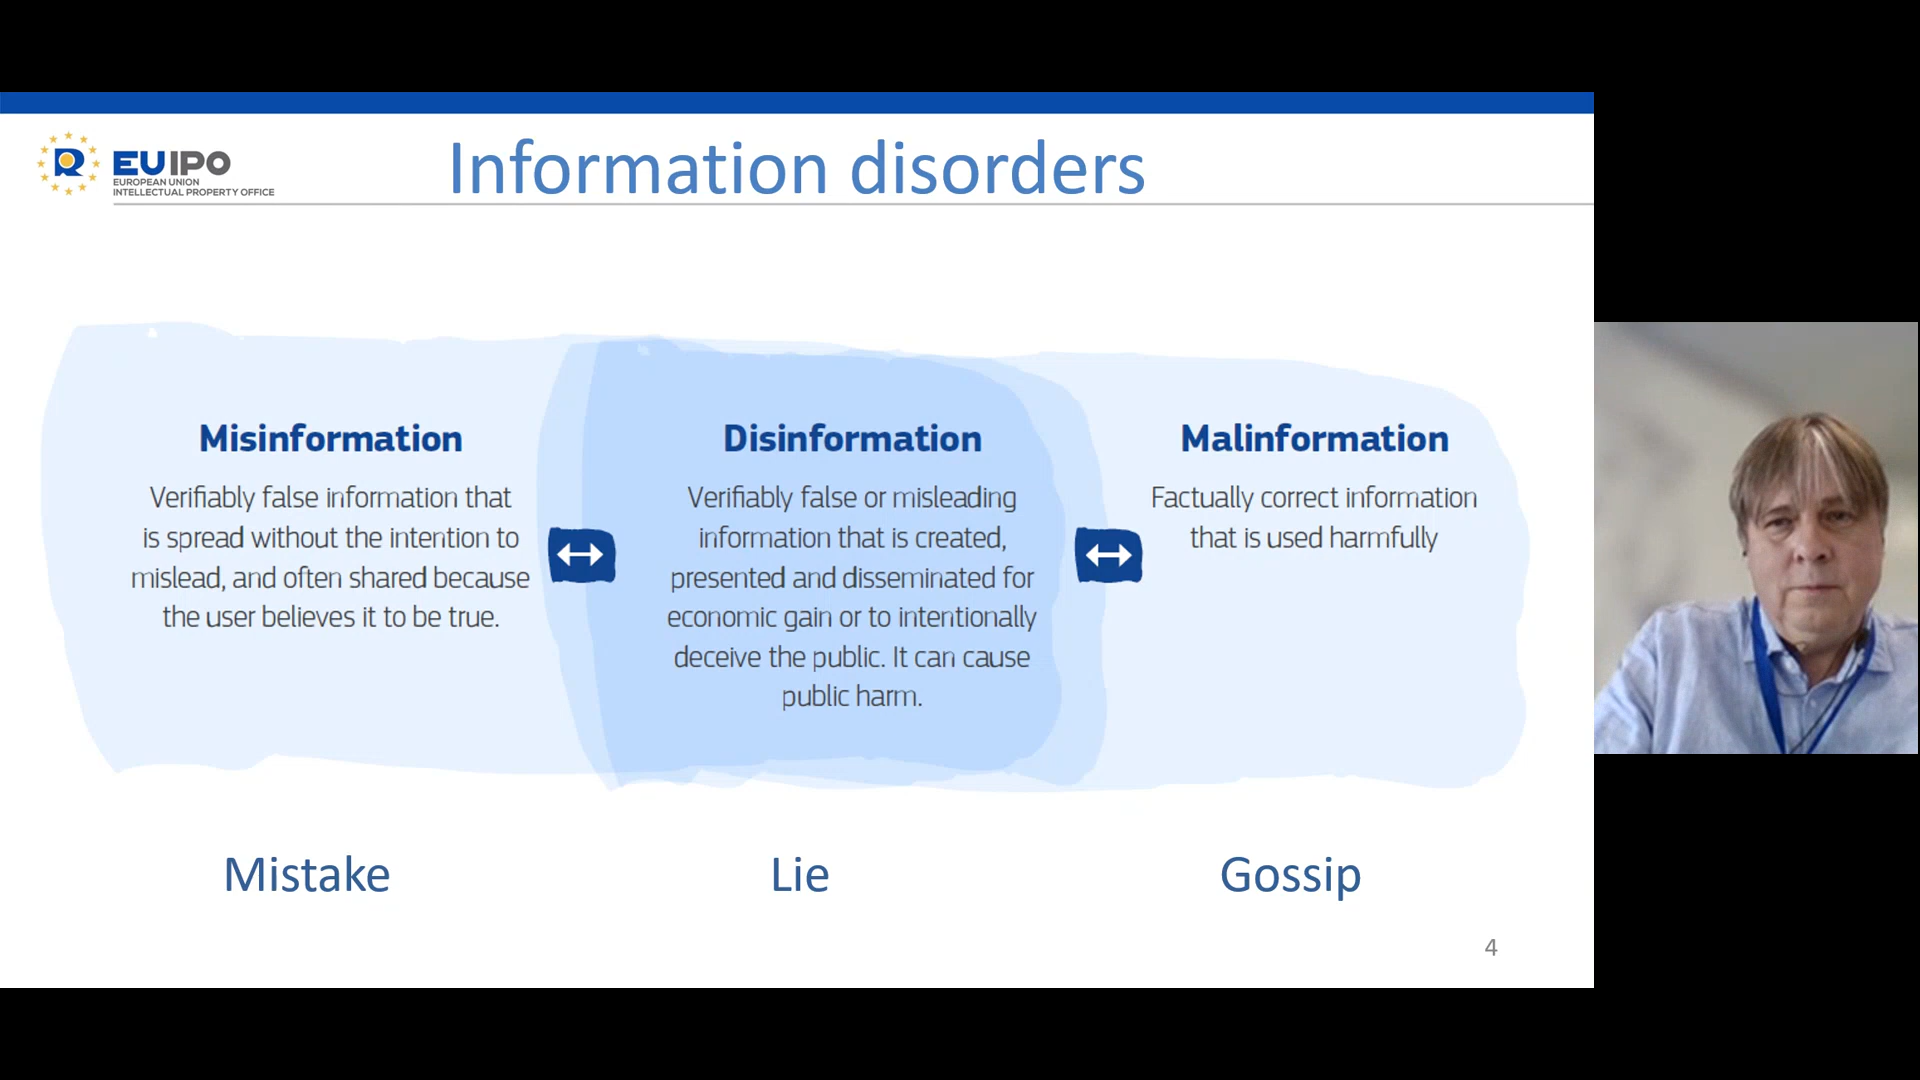 EUIPO
EUROPEAN UNION
INTELLECTUAL PROPERTY OFFICE
Information disorders
Misinformation
Verifiably false information that
is spread without the intention to
mislead, and often shared because
the user believes it to be true.
Disinformation
Verifiably false or misleading
information that is created,
presented and disseminated for
economic gain or to intentionally
deceive the public. It can cause
public harm.
Malinformation
Factually correct information
that is used harmfully
Mistake
Lie
Gossip
4